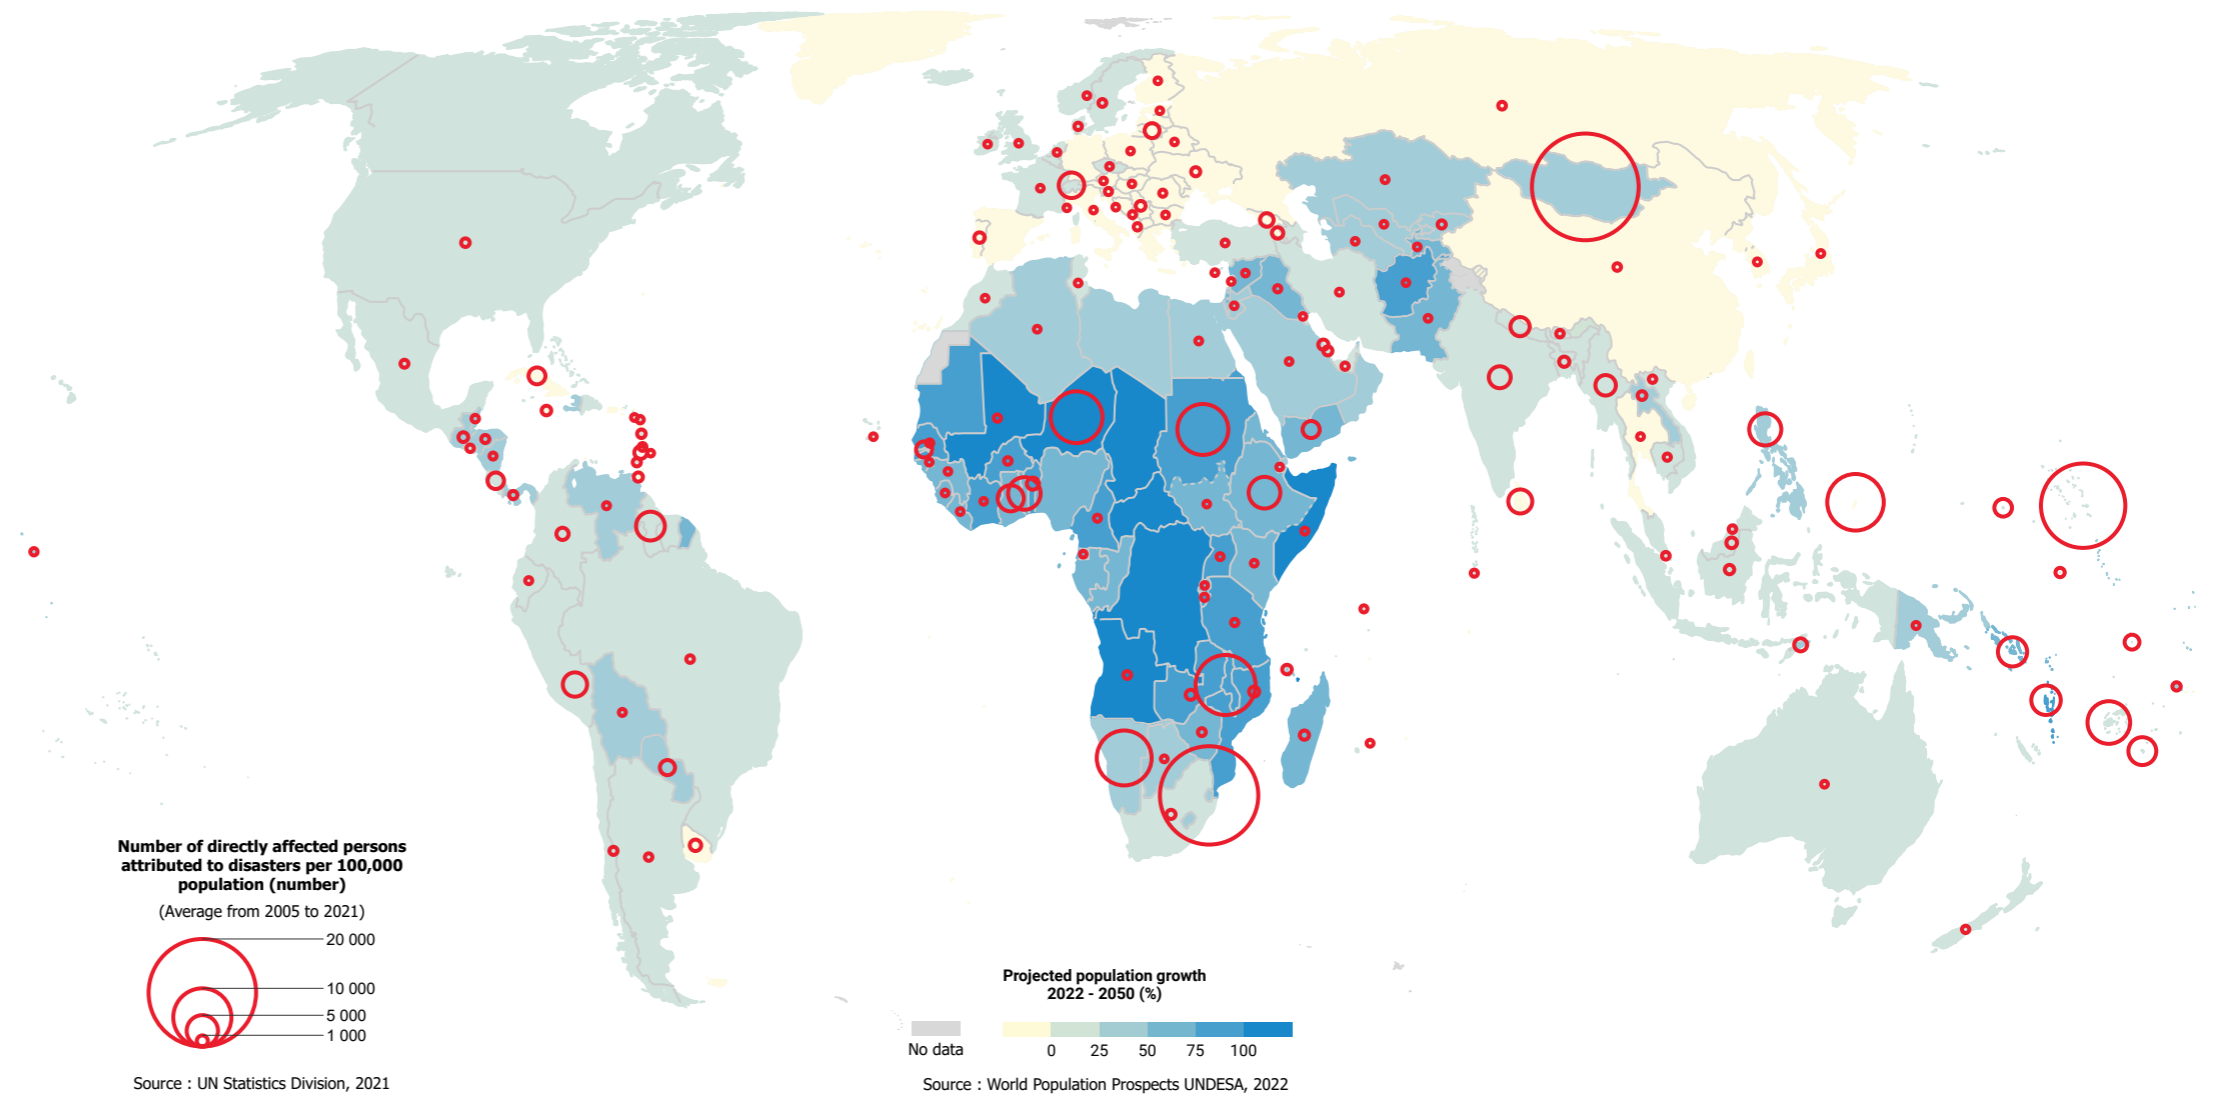 Number of directly affected persons
attributed to disasters per 100,000
population (number)
(Average from 2005 to 2021)
20 000
10 000
5 000
1 000
Source : UN Statistics Division, 2021
Projected population growth
2022 - 2050 (%)
No data
0 25 50 75 100
Source : World Population Prospects UNDESA, 2022